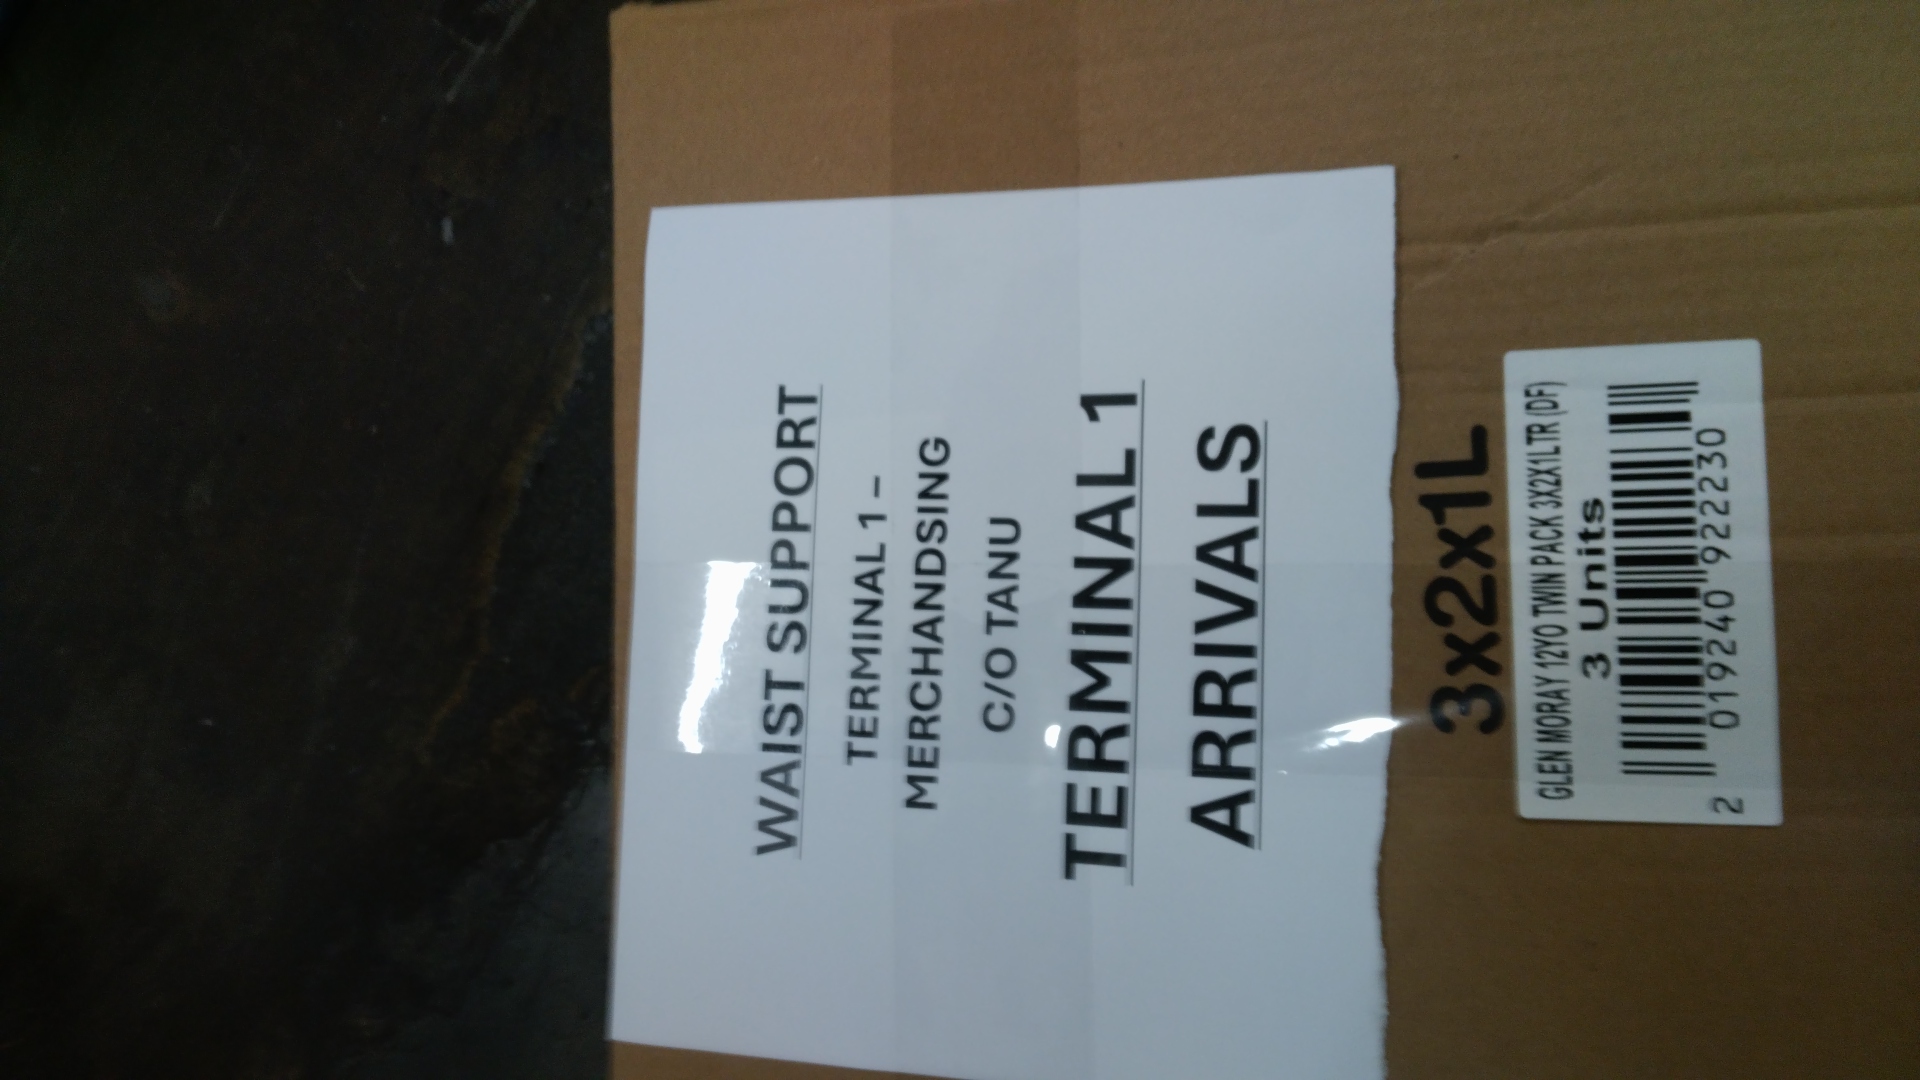 WAIST SUPPORT
TERMINAL 1 –
MERCHANDSING
C/O TANU
TERMINAL 1
ARRIVALS
3x2x1L
GLEN MORAY 12YO TWIN PACK 3X2X1LTR (DF)
3 Units
2 019240 922230